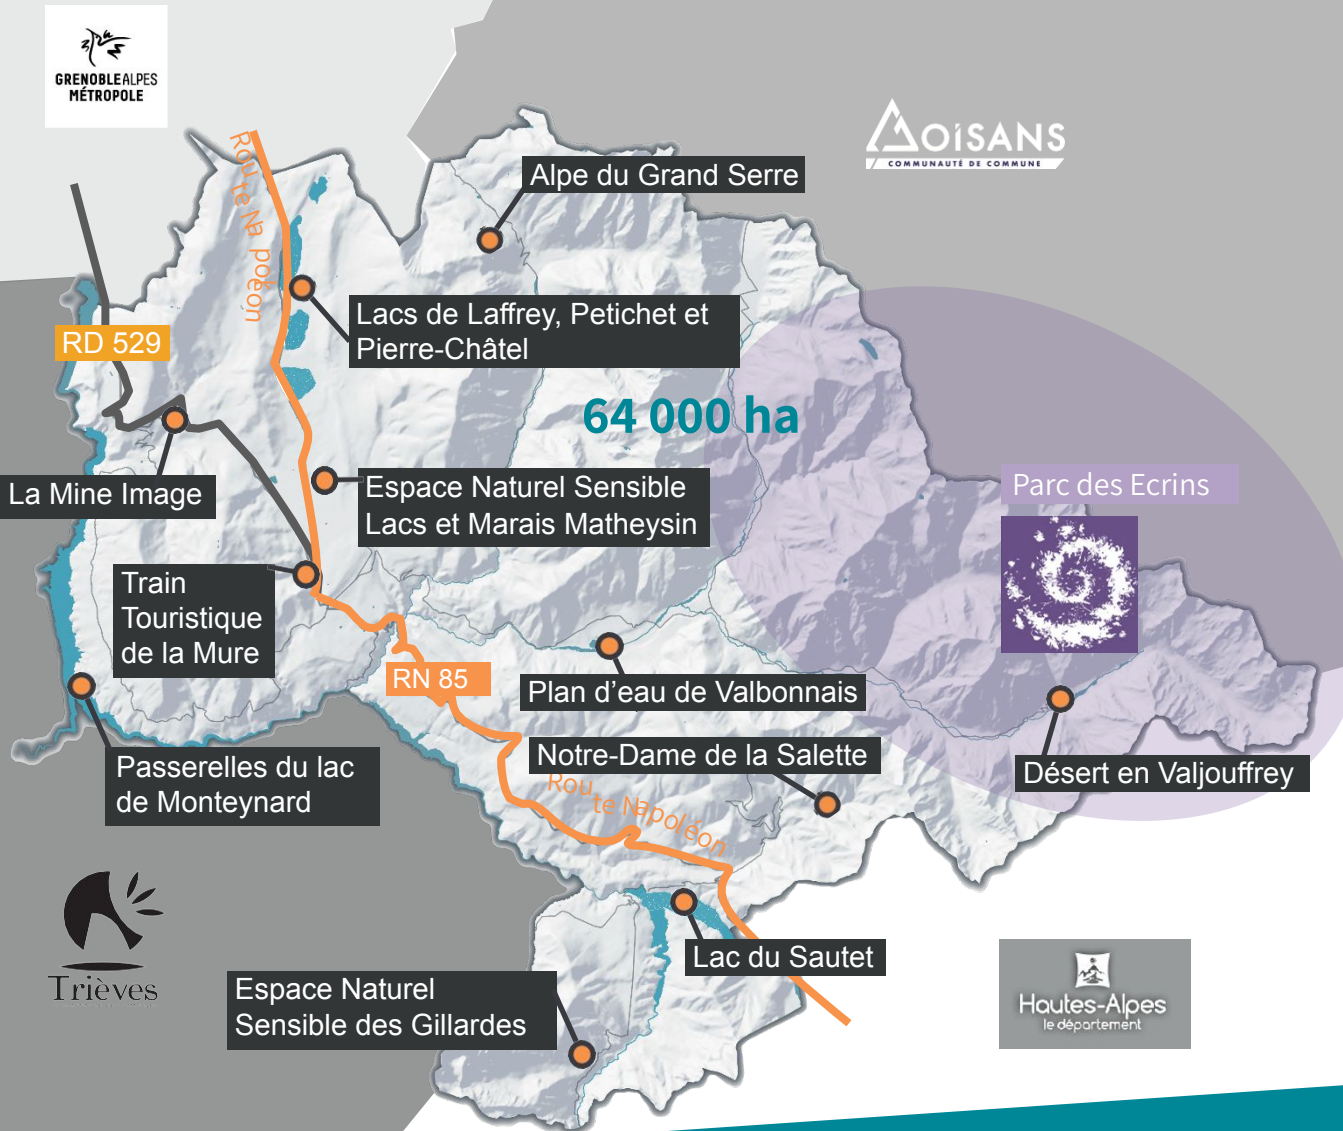 GRENOBLEALPES
MÉTROPOLE
OISANS
COMMUNAUTÉ DE COMMUNE
Route Napoléon
Alpe du Grand Serre
Lacs de Laffrey, Petichet et
Pierre-Châtel
RD 529
64 000 ha
La Mine Image
Espace Naturel Sensible
Lacs et Marais Matheysin
Parc des Ecrins
Train
Touristique
de la Mure
RN 85
Plan d'eau de Valbonnais
Notre-Dame de la Salette
Désert en Valjouffrey
Passerelles du lac
de Monteynard
Route Napoléon
Trièves
Lac du Sautet
Espace Naturel
Sensible des Gillardes
Hautes-Alpes
le département